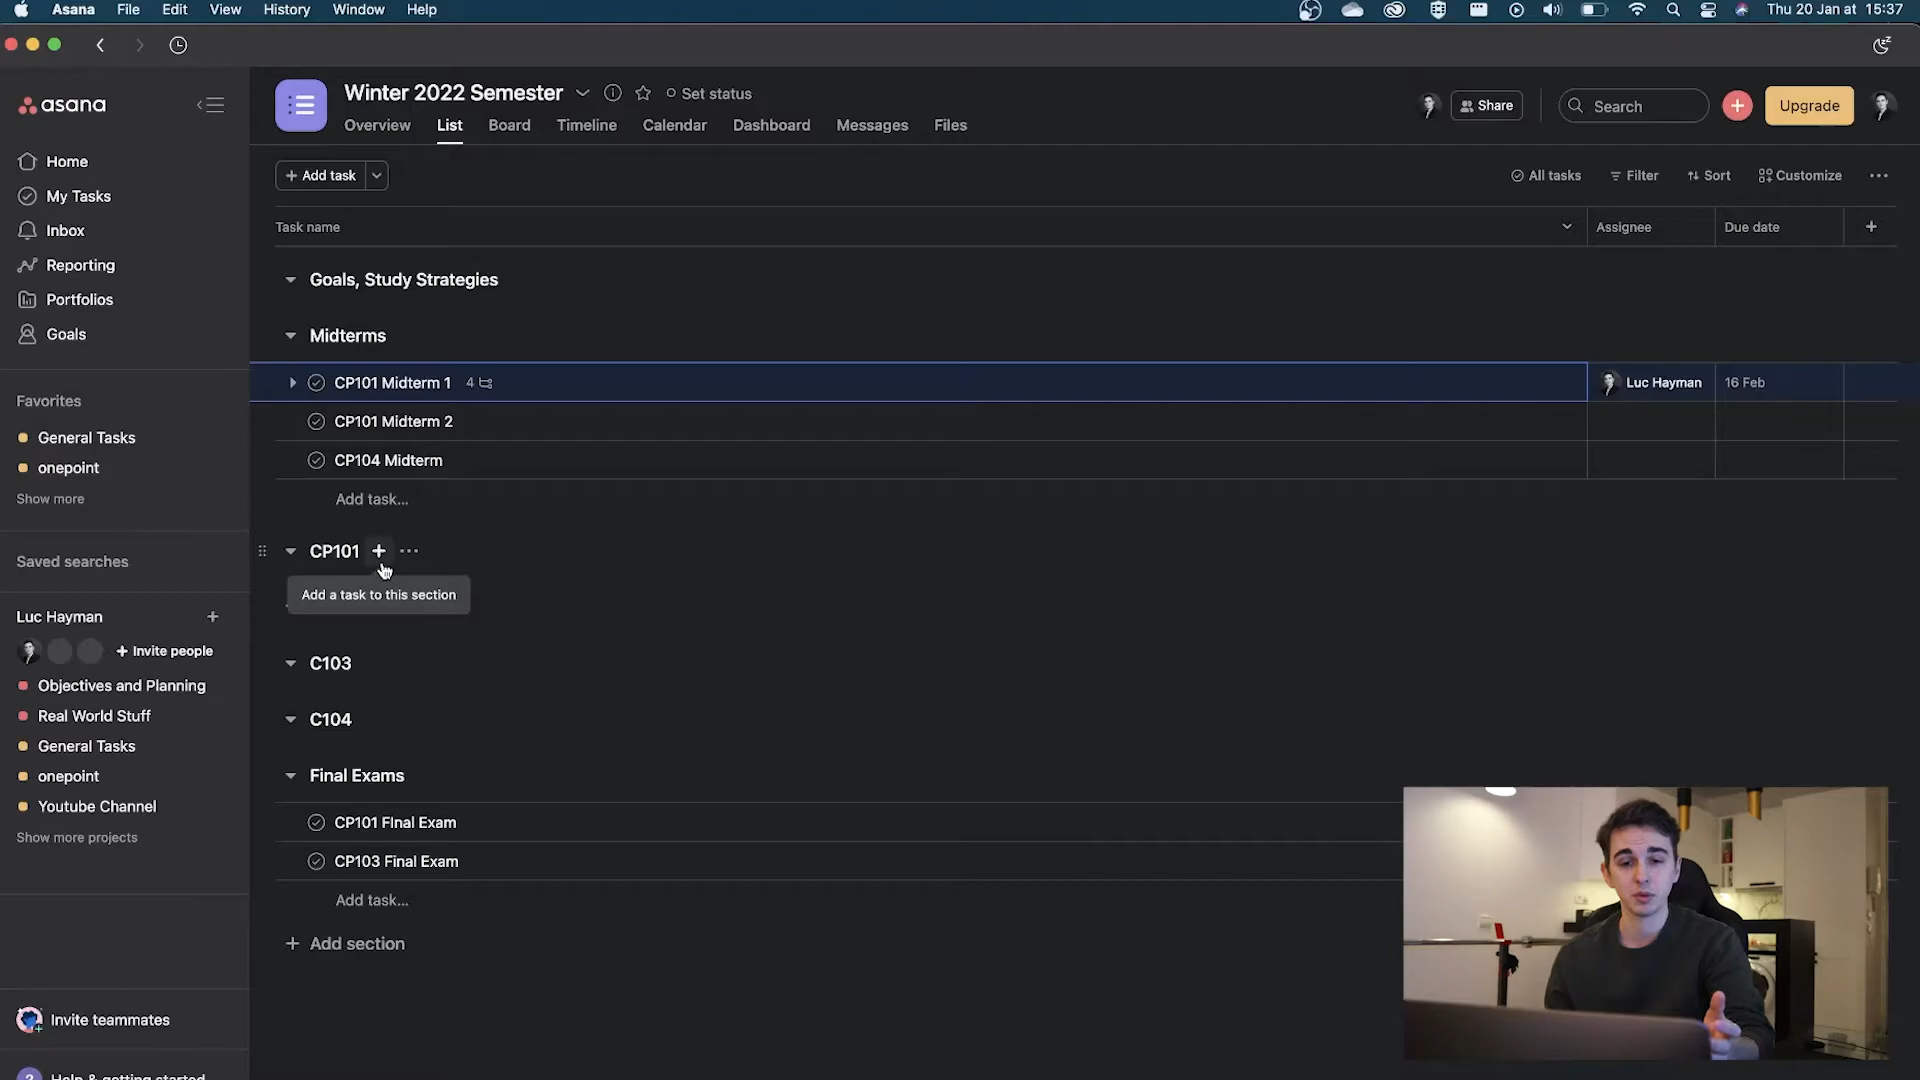 Asana File Edit View History Window Help Thu 20 Jan at 15:37
asana
Home
My Tasks
Inbox
Reporting
Portfolios
Goals
Favorites
General Tasks
onepoint
Show more
Saved searches
Luc Hayman
Invite people
Objectives and Planning
Real World Stuff
General Tasks
onepoint
Youtube Channel
Show more projects
Invite teammates
Help & getting started
Winter 2022 Semester Set status
Overview List Board Timeline Calendar Dashboard Messages Files
Share Search Upgrade
+ Add task All tasks Filter Sort Customize
Task name Assignee Due date
Goals, Study Strategies
Midterms
CP101 Midterm 1 4 Luc Hayman 16 Feb
CP101 Midterm 2
CP104 Midterm
Add task...
CP101
Add a task to this section
C103
C104
Final Exams
CP101 FInal Exam
CP103 Final Exam
Add task...
+ Add section